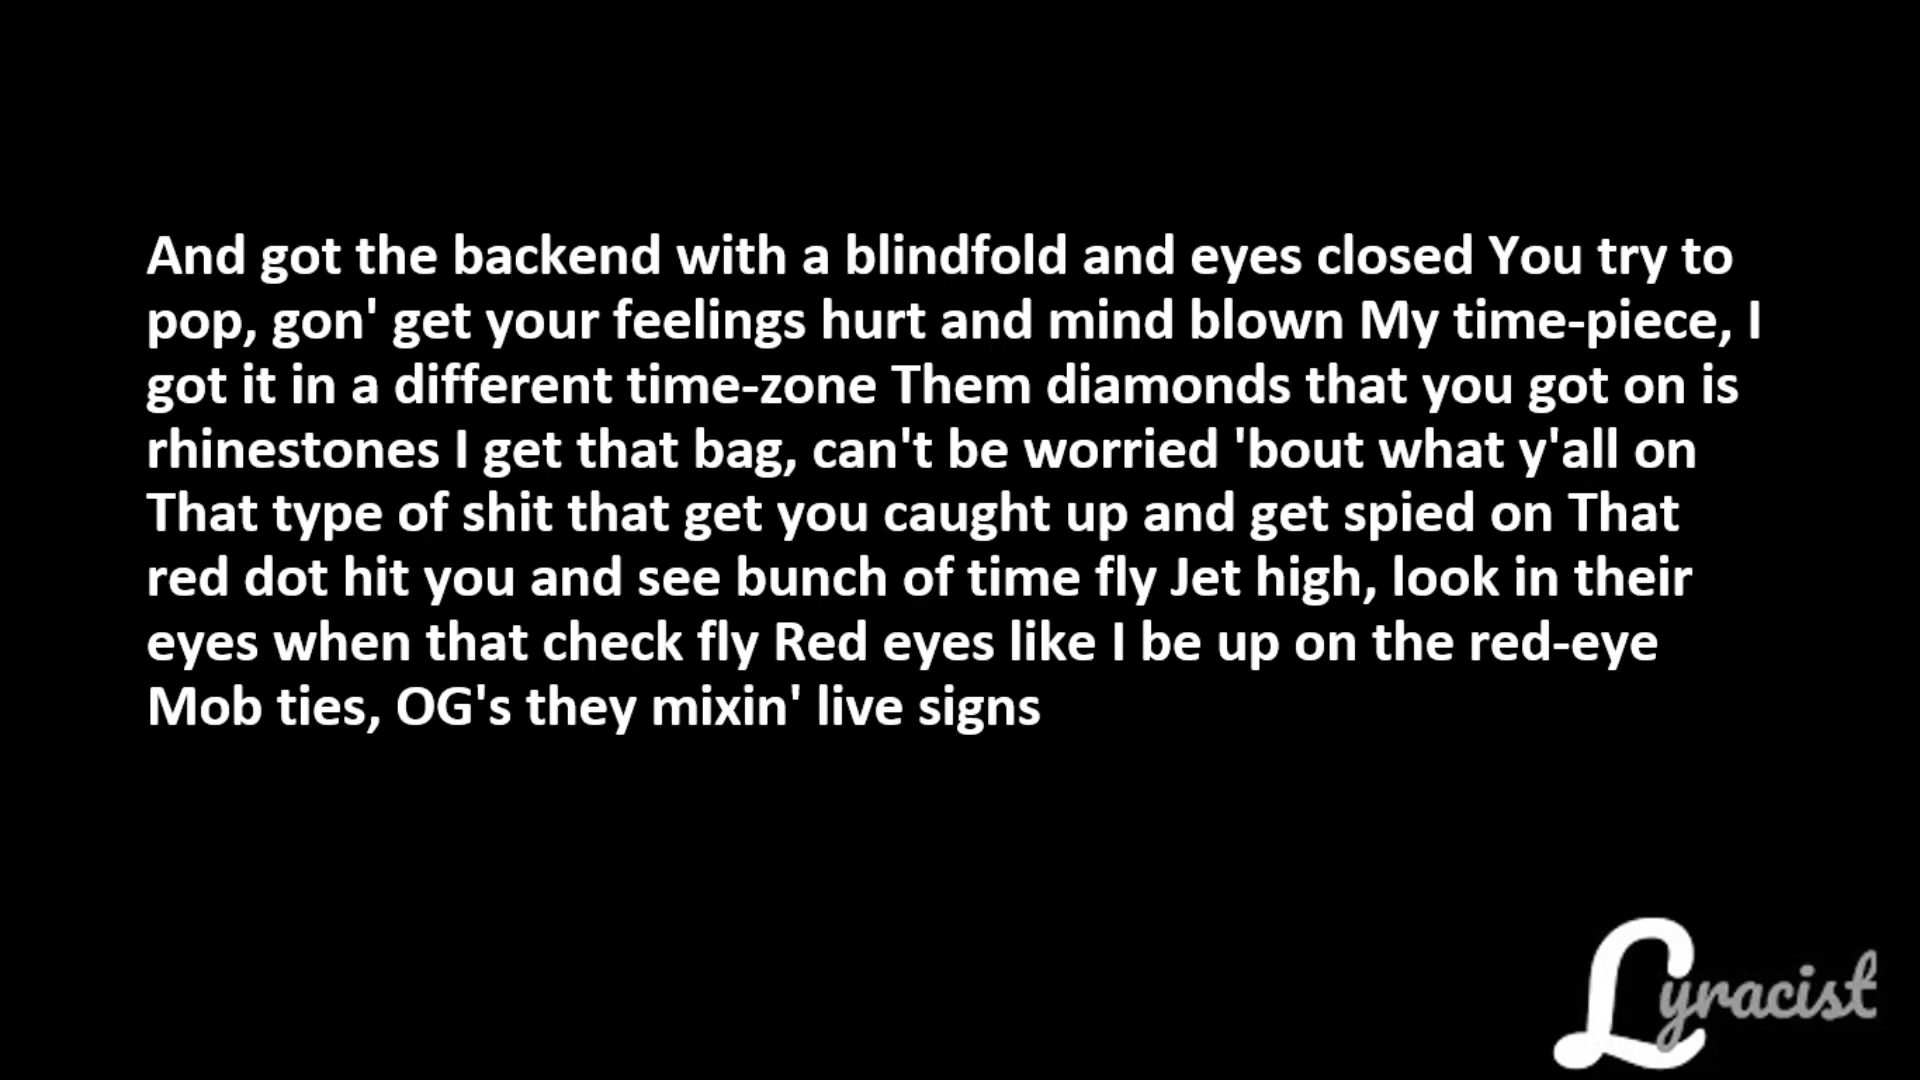 And got the backend with a blindfold and eyes closed You try to
pop, gon' get your feelings hurt and mind blown My time-piece, I
got it in a different time-zone Them diamonds that you got on is
rhinestones I get that bag, can't be worried 'bout what y'all on
That type of shit that get you caught up and get spied on That
red dot hit you and see bunch of time fly Jet high, look in their
eyes when that check fly Red eyes like I be up on the red-eye
Mob ties, OG's they mixin' live signs
Lyracist